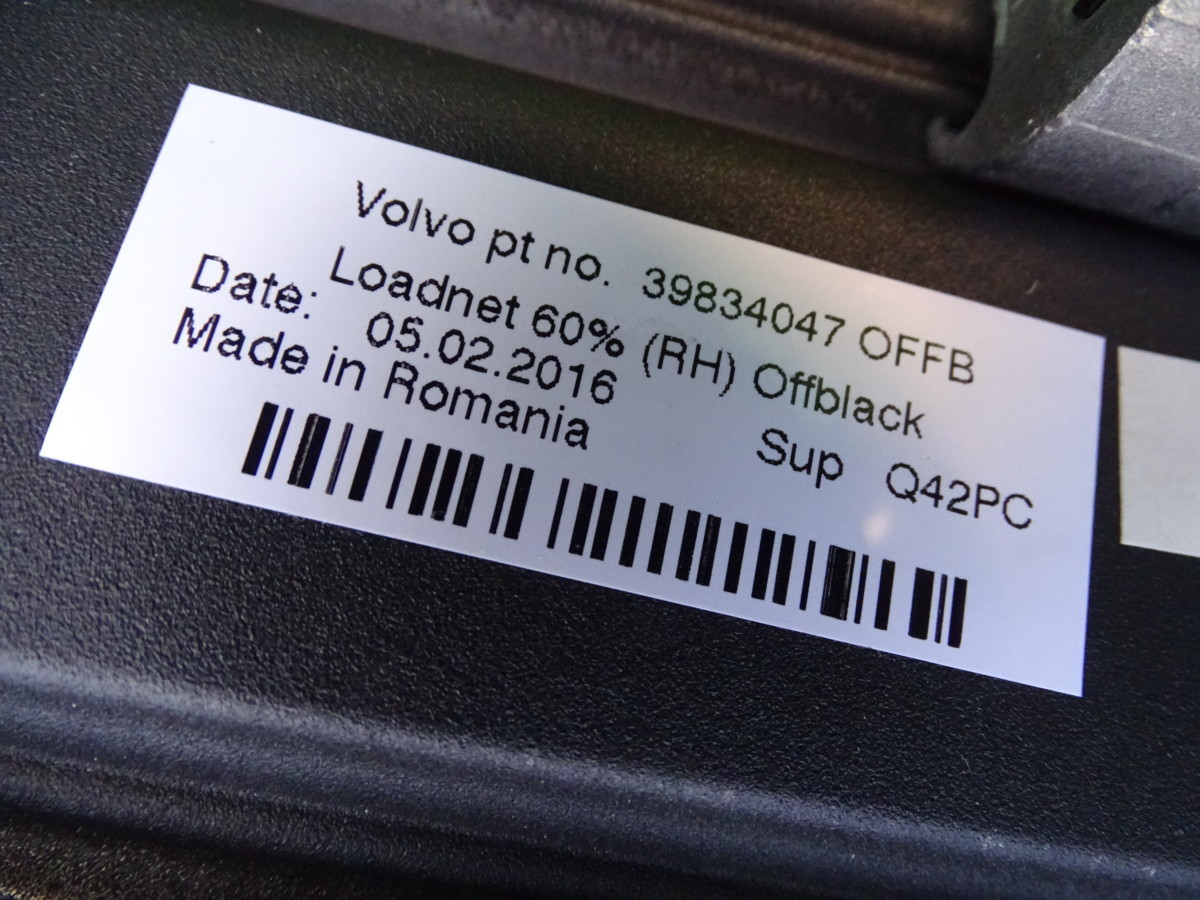 Volvo pt no. 39834047 OFFB
Loadnet 60% (RH) Offblack
Date: 05.02.2016 Sup Q42PC
Made in Romania